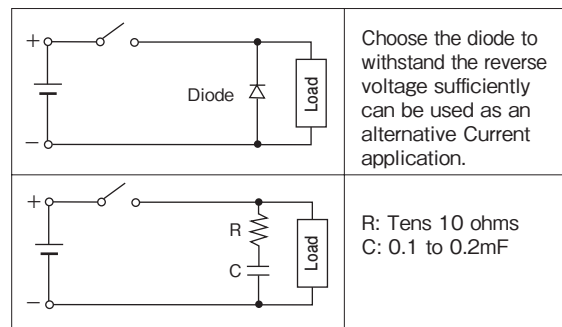 +
Diode
Load
−
Choose the diode to
withstand the reverse
voltage sufficiently
can be used as an
alternative Current
application.
+
R
C
Load
−
R: Tens 10 ohms
C: 0.1 to 0.2mF